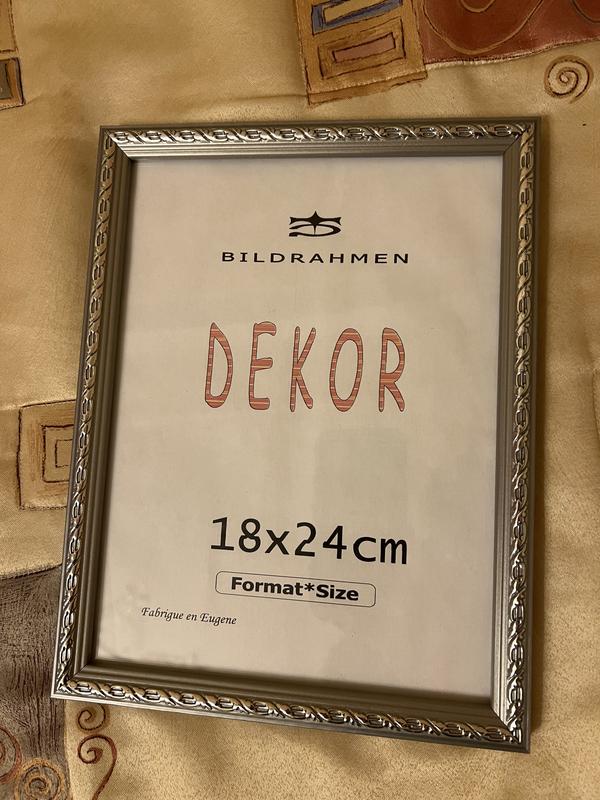 BILDRAHMEN
DEKOR
18x24cm
Format*Size
Fabrigue en Eugene